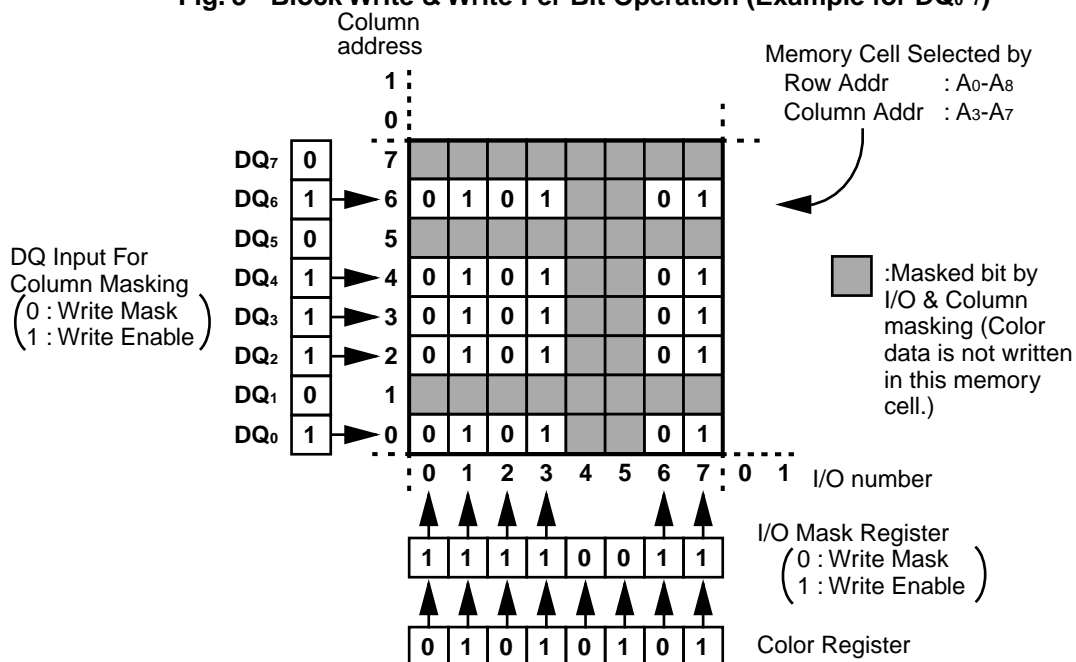 Fig. Block Write & Write Per Bit Operation (Example for DQ0-7)
Column
address
Memory Cell Selected by
Row Addr : A0-A8
Column Addr : A3-A7
1
0
DQ7 0 7
DQ6 1 6 0 1 0 1 0 1
DQ5 0 5
DQ4 1 4 0 1 0 1 0 1
DQ3 1 3 0 1 0 1 0 1
DQ2 1 2 0 1 0 1 0 1
DQ1 0 1
DQ0 1 0 0 1 0 1 0 1
DQ Input For
Column Masking
(0 : Write Mask
1 : Write Enable)
:Masked bit by
I/O & Column
masking (Color
data is not written
in this memory
cell.)
0 1 2 3 4 5 6 7 0 1 I/O number
1 1 1 1 0 0 1 1
I/O Mask Register
(0 : Write Mask
1 : Write Enable)
0 1 0 1 0 1 0 1 Color Register